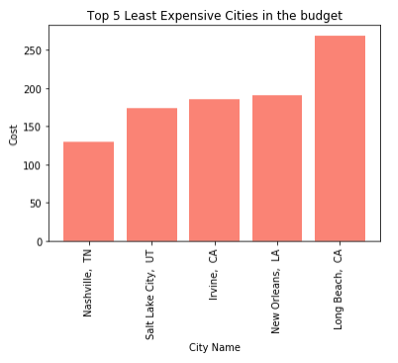 Top 5 Least Expensive Cities in the budget
Cost
250
200
150
100
50
0
Nashville, TN
Salt Lake City, UT
Irvine, CA
New Orleans, LA
Long Beach, CA
City Name